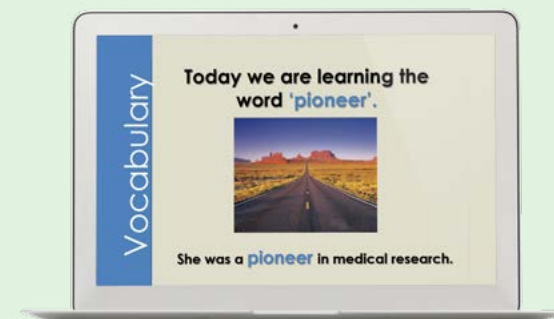 Vocabulary
Today we are learning the
word ‘pioneer’.
She was a pioneer in medical research.